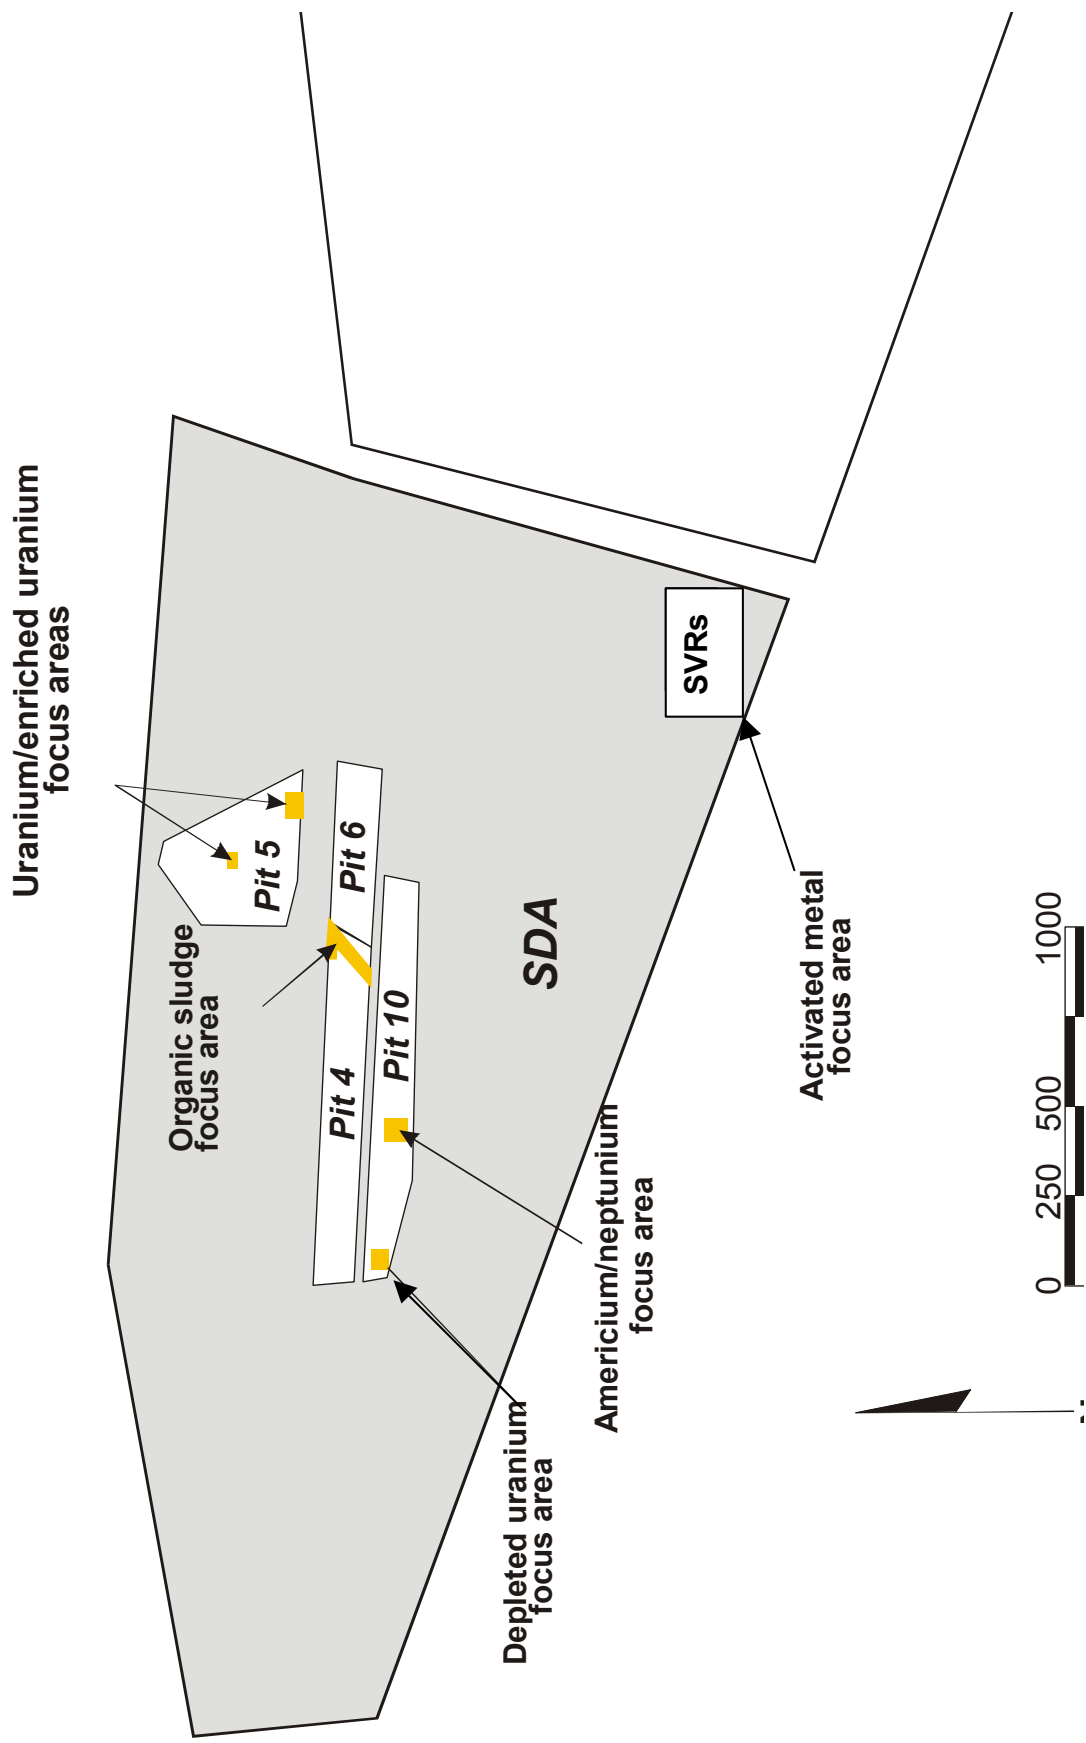 Uranium/enriched uranium
focus areas
Organic sludge
focus area
Pit 5
Pit 6
Pit 4
Pit 10
SDA
SVRs
Americium/neptunium
focus area
Depleted uranium
focus area
Activated metal
focus area
0 250 500 1000